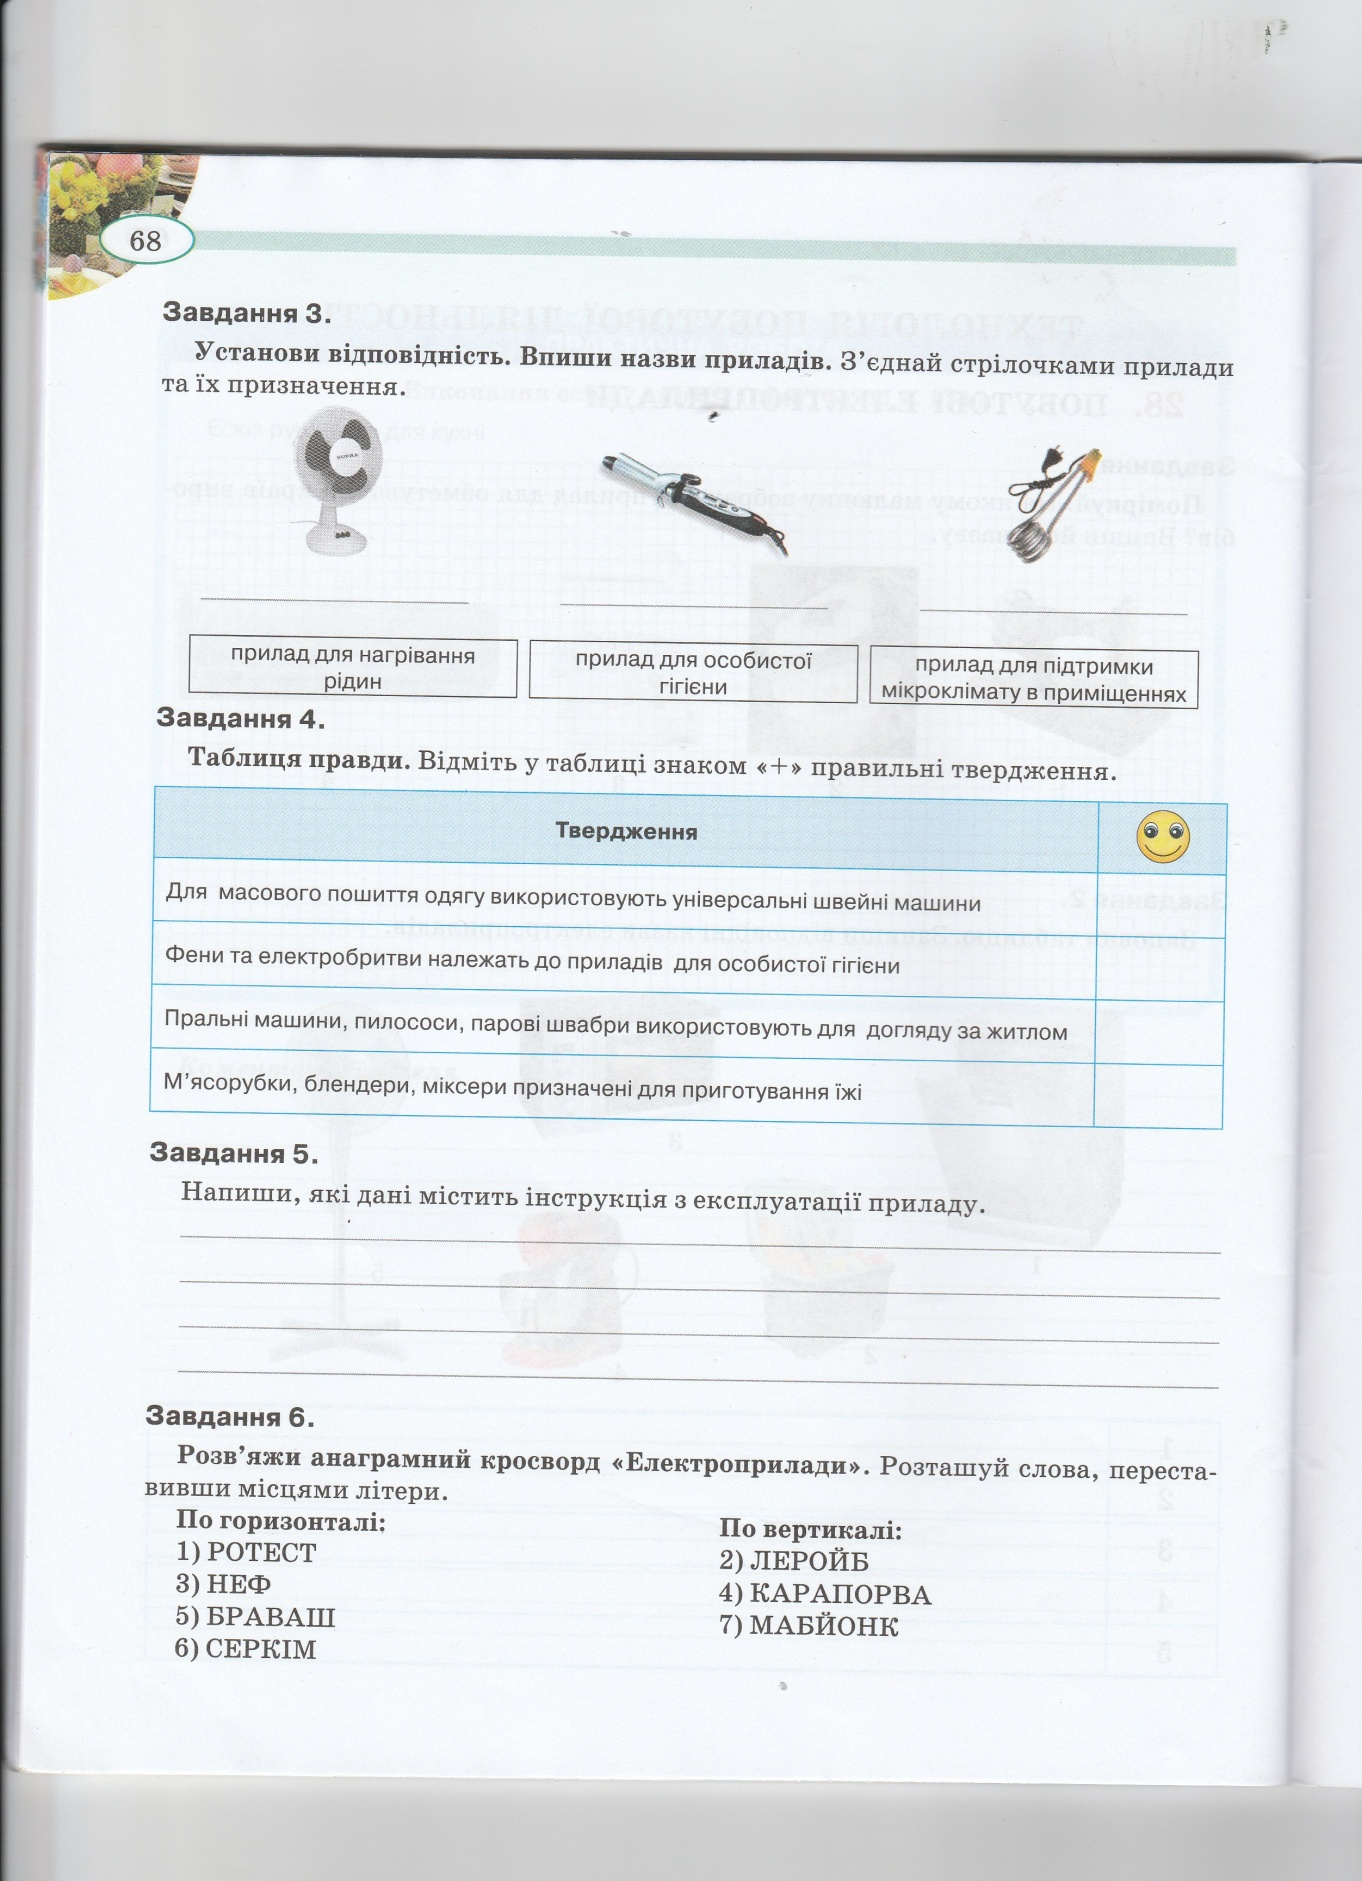 68
Завдання 3.
Установи відповідність. Впиши назви приладів. З’єднай стрілочками прилади
та їх призначення.
SUPRA
прилад для нагрівання
рідин
прилад для особистої
гігієни
прилад для підтримки
мікроклімату в приміщеннях
Завдання 4.
Таблиця правди. Відміть у таблиці знаком «+» правильні твердження.
Твердження
Для масового пошиття одягу використовують універсальні швейні машини
Фени та електробритви належать до приладів для особистої гігієни
Пральні машини, пилососи, парові швабри використовують для догляду за житлом
М’ясорубки, блендери, міксери призначені для приготування їжі
Завдання 5.
Напиши, які дані містить інструкція з експлуатації приладу.
Завдання 6.
Розв’яжи анаграмний кросворд «Електроприлади». Розташуй слова, переста-
вивши місцями літери.
По горизонталі:
1) РОТЕСТ
3) НЕФ
5) БРАВАШ
6) СЕРКІМ
По вертикалі:
2) ЛЕРОЙБ
4) КАРАПОРВА
7) МАБЙОНК